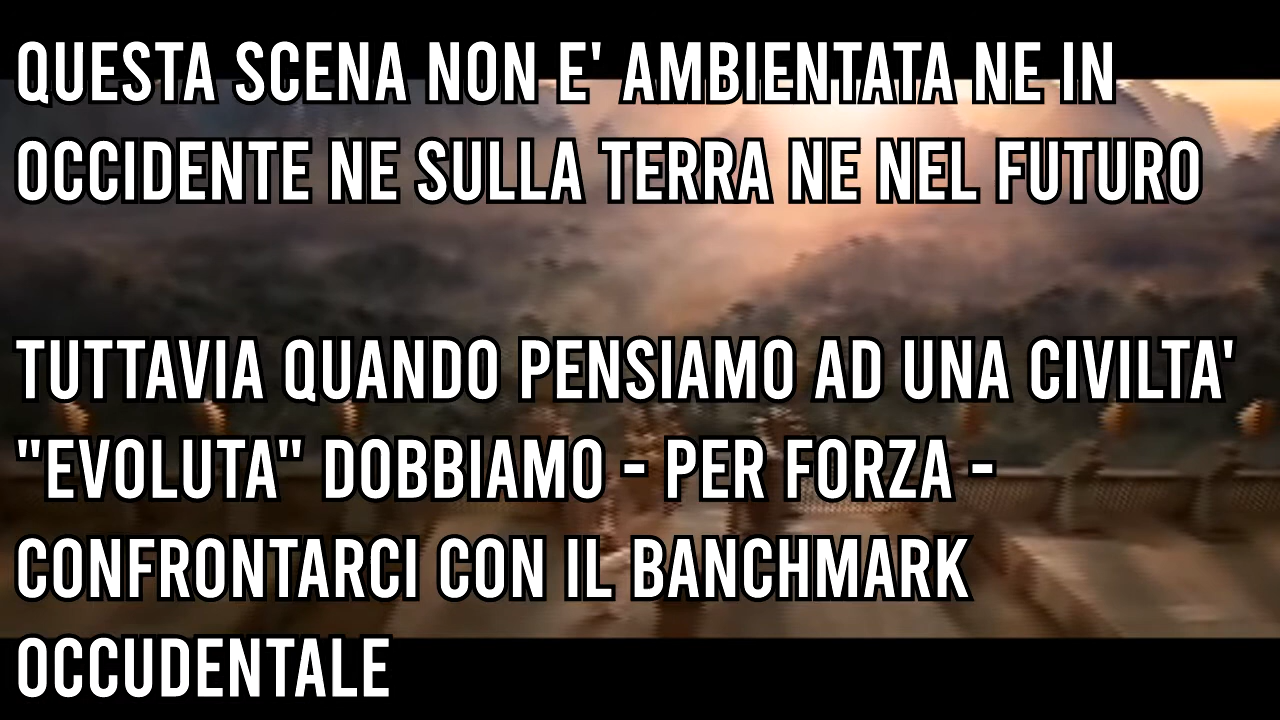 QUESTA SCENA NON E' AMBIENTATA NE IN
OCCIDENTE NE SULLA TERRA NE NEL FUTURO
TUTTAVIA QUANDO PENSIAMO AD UNA CIVILTA'
"EVOLUTA" DOBBIAMO - PER FORZA -
CONFRONTARCI CON IL BANCHMARK
OCCUDENTALE